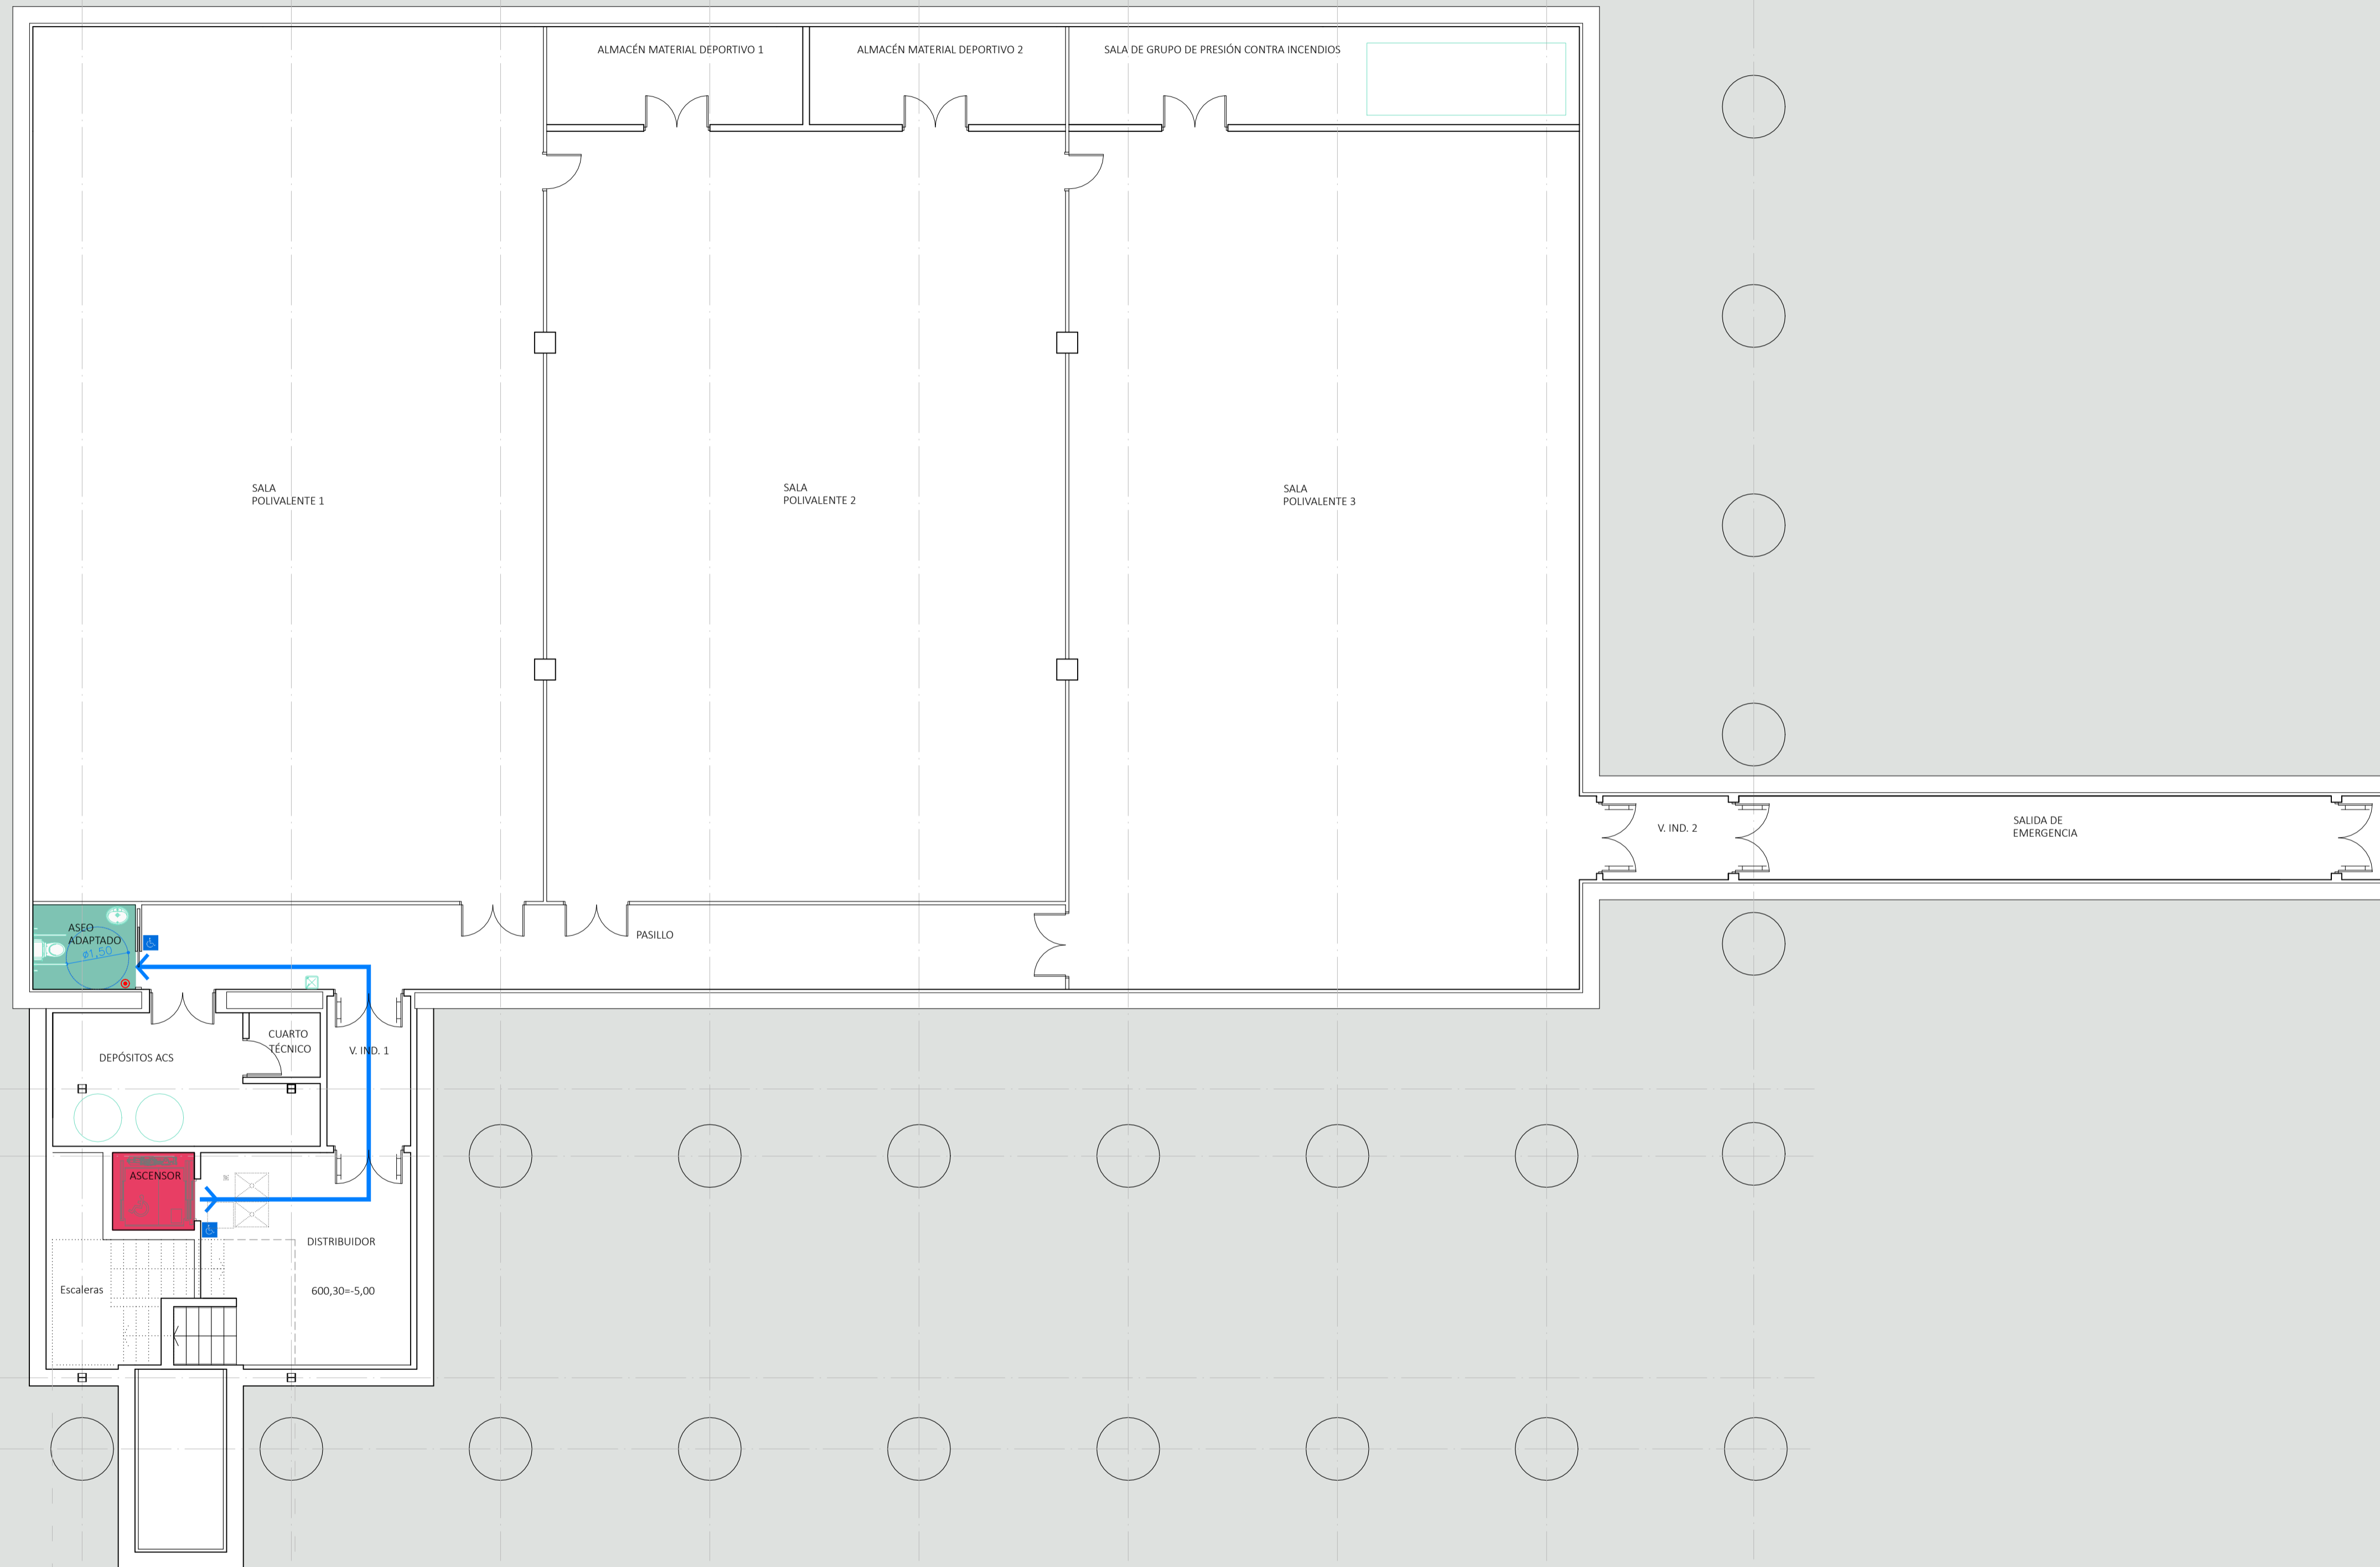 ALMACÉN MATERIAL DEPORTIVO 1
ALMACÉN MATERIAL DEPORTIVO 2
SALA DE GRUPO DE PRESIÓN CONTRA INCENDIOS
SALA
POLIVALENTE 1
SALA
POLIVALENTE 2
SALA
POLIVALENTE 3
V. IND. 2
SALIDA DE
EMERGENCIA
ASEO
ADAPTADO
ø1,50
PASILLO
CUARTO
TÉCNICO
V. IND. 1
DEPÓSITOS ACS
ASCENSOR
DISTRIBUIDOR
Escaleras
600,30=-5,00